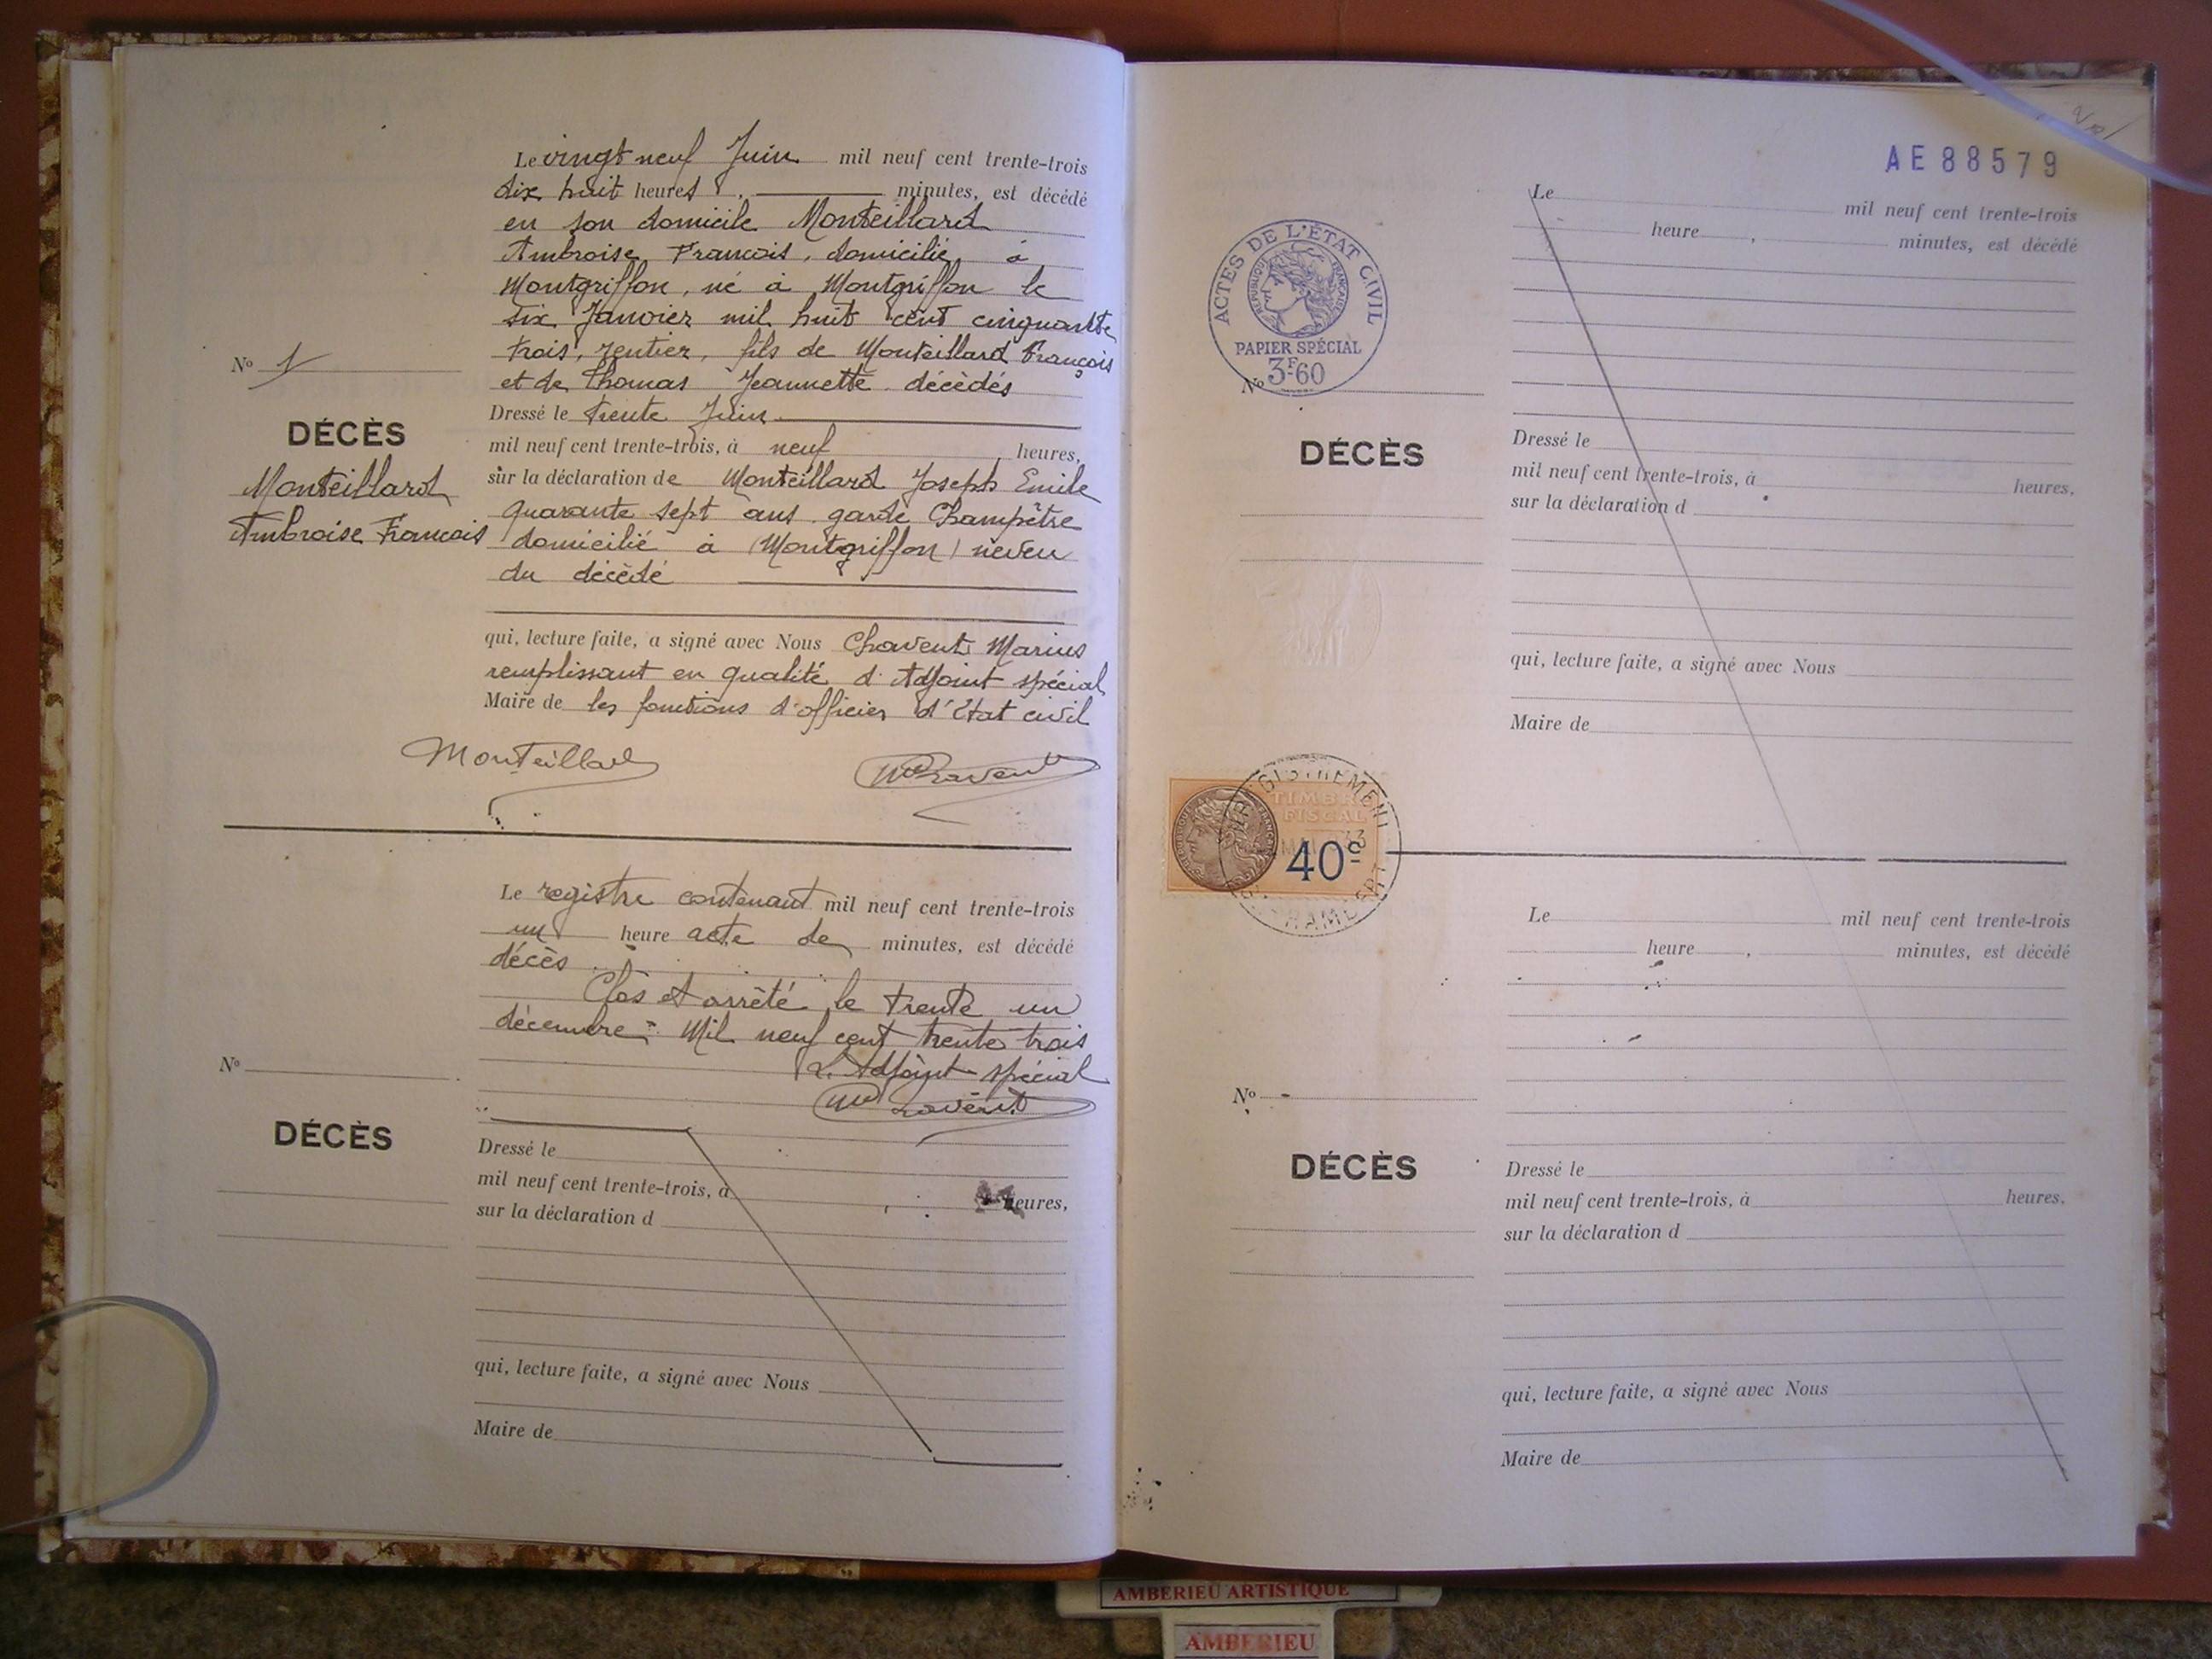 Le vingt neuf Juin mil neuf cent trente-trois
dix huit heures, minutes, est décédé
en son domicile Monteillard
Ambroise Francois, domicilié à
Montgriffon, né à Montgriffon le
six Janvier mil huit cent cinquante
trois, rentier, fils de Monteillard François
et de Thomas Jeannette décèdés
Dressé le trente Juin
mil neuf cent trente-trois, à neuf heures,
sur la déclaration de Monteillard Joseph Emile
quarante sept ans garde Champêtre
domicilié à Montgriffon neveu
du décèdé
qui, lecture faite, a signé avec Nous Chavent Marius
remplissant en qualité d'Adjoint spécial
Maire de les fonctions d'officier d'Etat civil
Monteillard
No 1
DÉCÈS
Monteillard
Ambroise Francois
Le registre contenant mil neuf cent trente-trois
un heure acte de minutes, est décédé
décès.
Clos et arrêté le trente un
décembre Mil neuf cent trente trois
L'Adjoint spécial
No
DÉCÈS
Dressé le
mil neuf cent trente-trois, à heures,
sur la déclaration d
qui, lecture faite, a signé avec Nous
Maire de
AE88579
ACTES DE L'ÉTAT CIVIL
RÉPUBLIQUE FRANÇAISE
PAPIER SPÉCIAL
3F60
Le mil neuf cent trente-trois
heure, minutes, est décédé
No
DÉCÈS
Dressé le
mil neuf cent trente-trois, à heures.
sur la déclaration d
qui, lecture faite, a signé avec Nous
Maire de
TIMBRE
FISCAL
40c
Le mil neuf cent trente-trois
heure, minutes, est décédé
No
DÉCÈS
Dressé le
mil neuf cent trente-trois, à heures.
sur la déclaration d
qui, lecture faite, a signé avec Nous
Maire de
AMBERIEU ARTISTIQUE
AMBERIEU